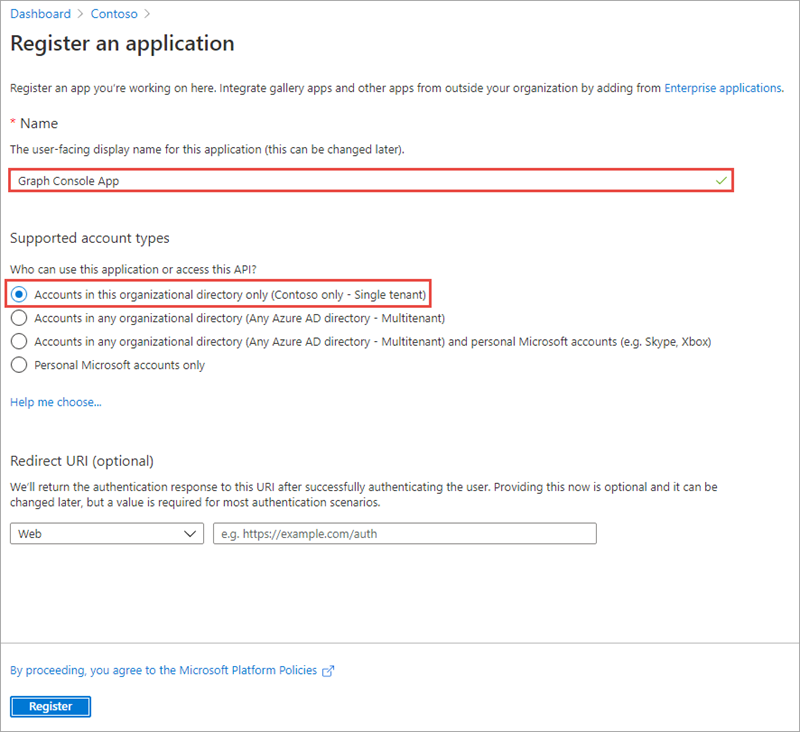 Dashboard > Contoso >
Register an application
Register an app you're working on here. Integrate gallery apps and other apps from outside your organization by adding from Enterprise applications.
* Name
The user-facing display name for this application (this can be changed later).
Graph Console App
Supported account types
Who can use this application or access this API?
Accounts in this organizational directory only (Contoso only - Single tenant)
Accounts in any organizational directory (Any Azure AD directory - Multitenant)
Accounts in any organizational directory (Any Azure AD directory - Multitenant) and personal Microsoft accounts (e.g. Skype, Xbox)
Personal Microsoft accounts only
Help me choose...
Redirect URI (optional)
We'll return the authentication response to this URI after successfully authenticating the user. Providing this now is optional and it can be
changed later, but a value is required for most authentication scenarios.
Web e.g. https://example.com/auth
By proceeding, you agree to the Microsoft Platform Policies
Register